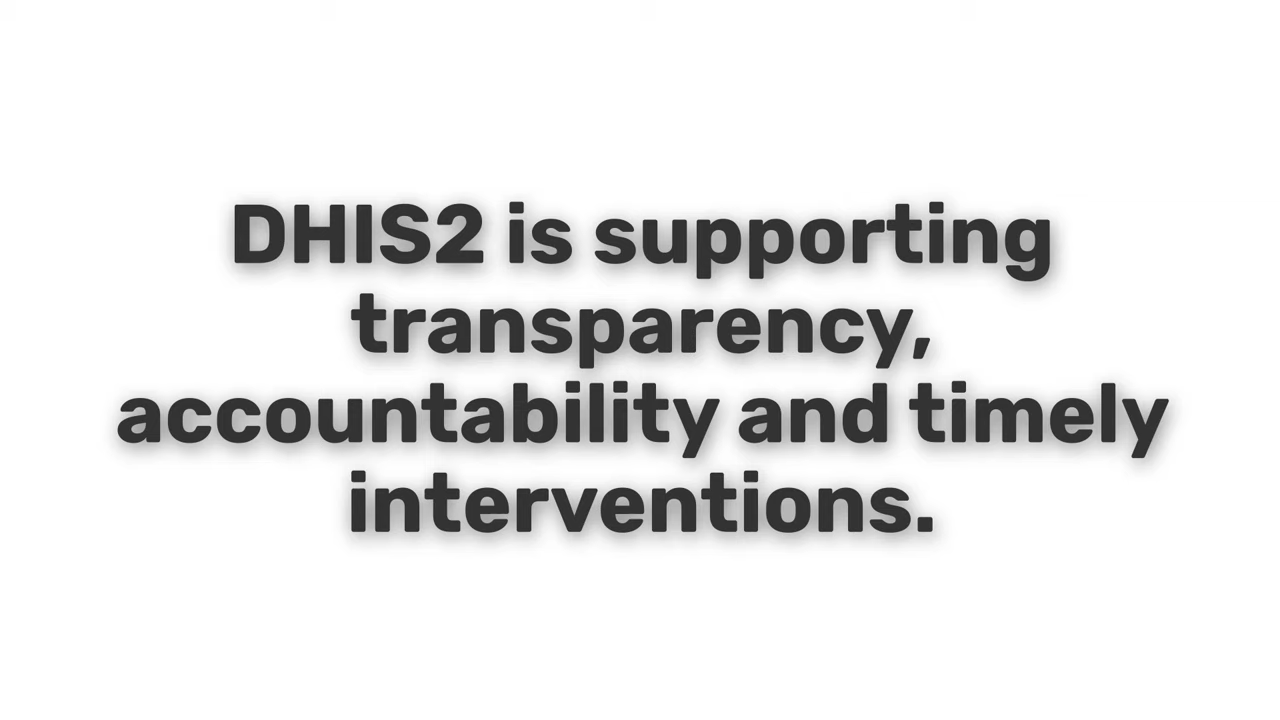 DHIS2 is supporting
transparency,
accountability and timely
interventions.